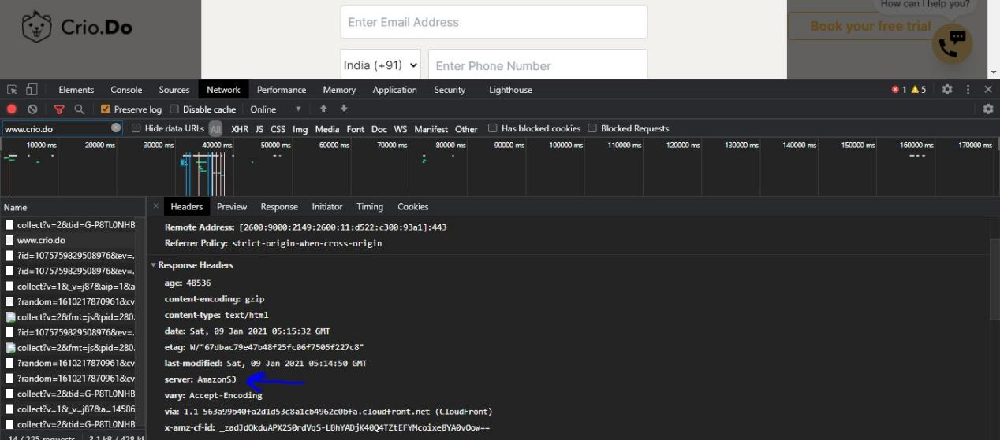 How can I help you?
Crio.Do
Enter Email Address
Book your free trial
India (+91)
Enter Phone Number
Elements Console Sources Network Performance Memory Application Security Lighthouse 1 5
Preserve log Disable cache Online
www.crio.do Hide data URLs All XHR JS CSS Img Media Font Doc WS Manifest Other Has blocked cookies Blocked Requests
10000 ms 20000 ms 30000 ms 40000 ms 50000 ms 60000 ms 70000 ms 80000 ms 90000 ms 100000 ms 110000 ms 120000 ms 130000 ms 140000 ms 150000 ms 160000 ms 170000 ms
Name
Headers Preview Response Initiator Timing Cookies
collect?v=2&tid=G-P8TL0NHB
www.crio.do
?id=1075759829508976&ev=.
?id=1075759829508976&ev=.
collect?v=1&_v=j87&aip=1&a
?random=1610217870961&cv
collect?v=2&fmt=js&pid=280.
?id=1075759829508976&ev=.
collect?v=2&fmt=js&pid=280.
?random=1610217870961&cv
?random=1610217870961&cv
collect?v=2&tid=G-P8TL0NHB
collect?v=1&_v=j87&a=14586
collect?v=2&tid=G-P8TL0NHB
14 / 225 requests 3.1 kB / 428 kB
Remote Address: [2600:9000:2149:2600:11:d522:c300:93a1]:443
Referrer Policy: strict-origin-when-cross-origin
Response Headers
age: 48536
content-encoding: gzip
content-type: text/html
date: Sat, 09 Jan 2021 05:15:32 GMT
etag: W/"67dbac79e47b48f25fc06f7505f227c8"
last-modified: Sat, 09 Jan 2021 05:14:50 GMT
server: AmazonS3
vary: Accept-Encoding
via: 1.1 563a99b40fa2d1d53c8a1cb4962c0bfa.cloudfront.net (CloudFront)
x-amz-cf-id: _zadJdOkduAPX2S0rdVqS-LBhYADjK40Q4TZtEFYMcoixe8YA0vOow==